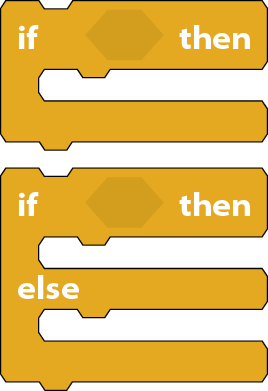 if then
if then
else